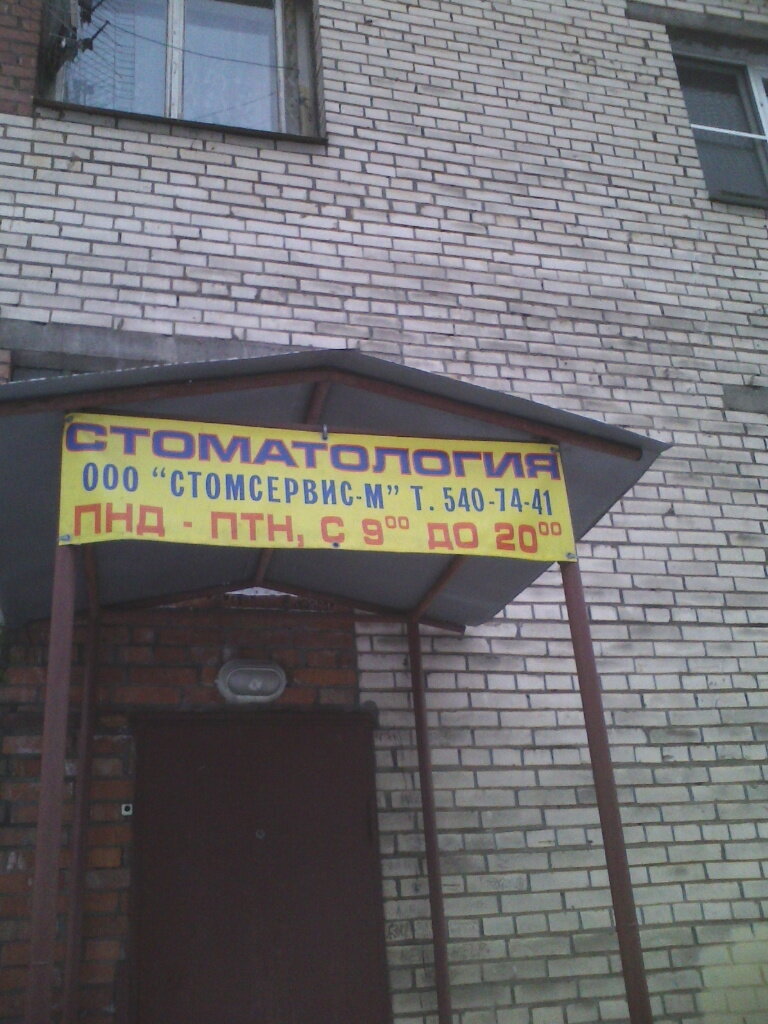 СТОМАТОЛОГИЯ
ООО "СТОМСЕРВИС-М" Т. 540-74-41
ПНД - ПТН, С 9⁰⁰ ДО 20⁰⁰